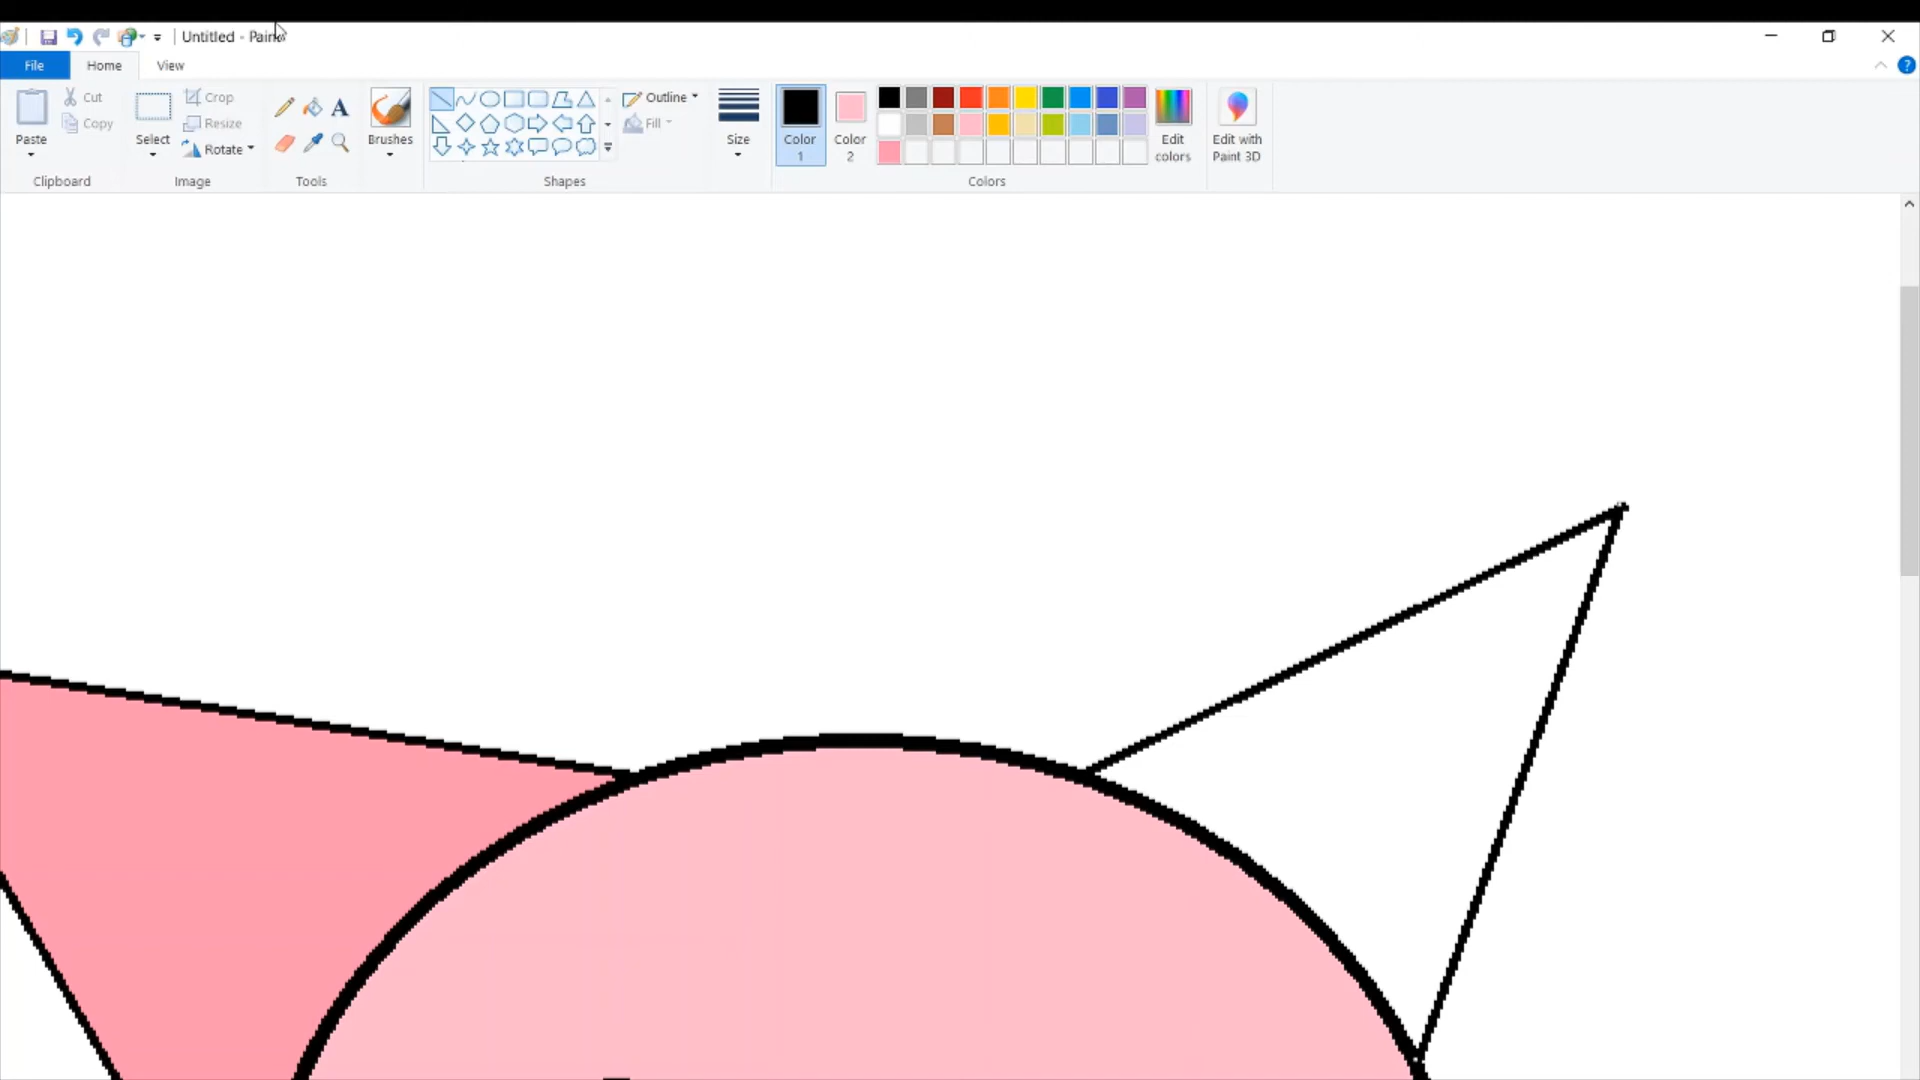 Untitled - Paint
File Home View
Paste
Cut
Copy
Clipboard
Select
Crop
Resize
Rotate
Image
A
Tools
Brushes
Shapes
Outline
Fill
Size
Color 1
Color 2
Colors
Edit colors
Edit with Paint 3D
?